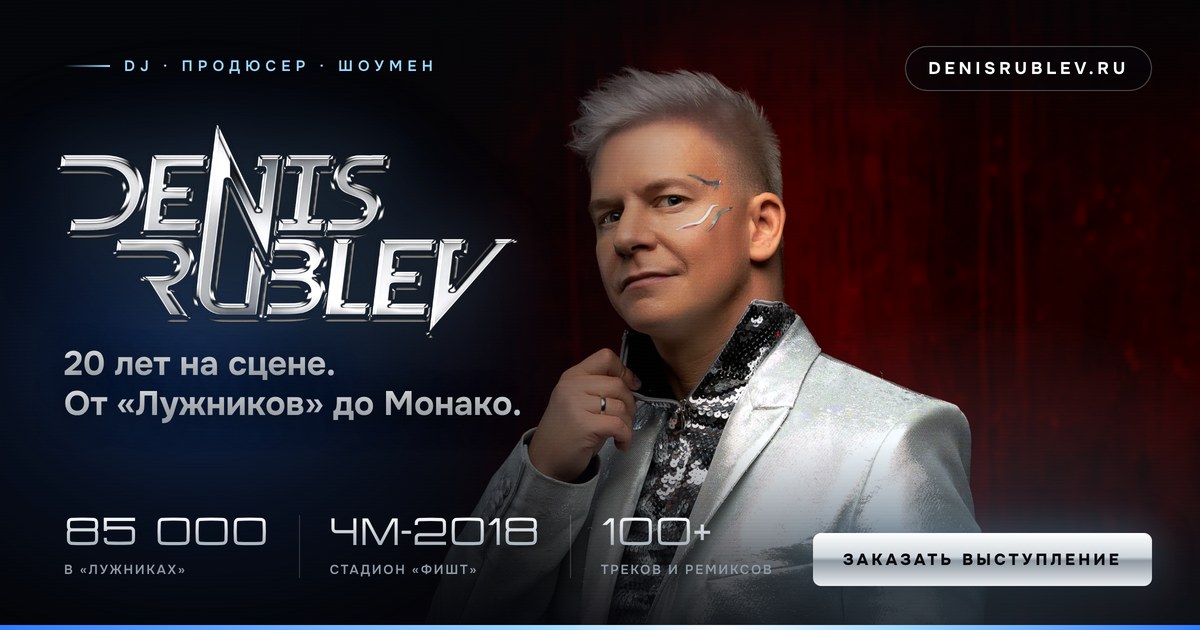 DJ · ПРОДЮСЕР · ШОУМЕН
DENISRUBLEV.RU
DENIS
RUBLEV
20 лет на сцене.
От «Лужников» до Монако.
85 000
В «ЛУЖНИКАХ»
ЧМ-2018
СТАДИОН «ФИШТ»
100+
ТРЕКОВ И РЕМИКСОВ
ЗАКАЗАТЬ ВЫСТУПЛЕНИЕ